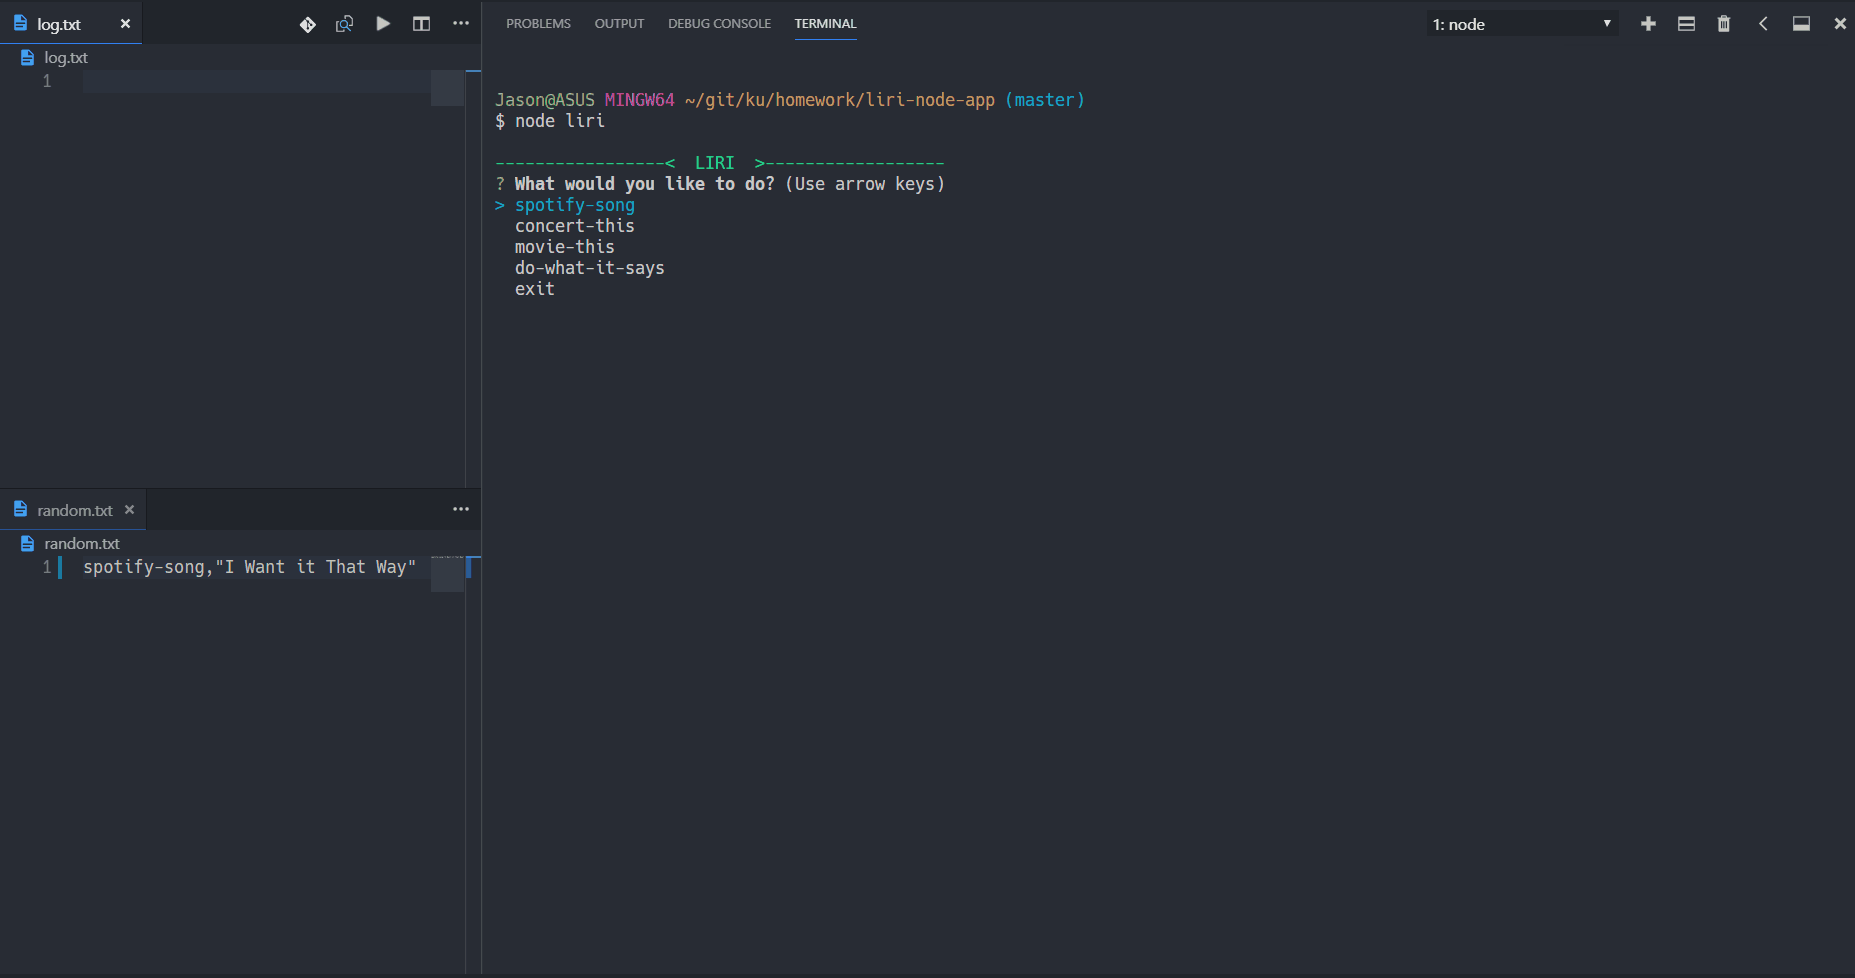 log.txt
log.txt
1
random.txt
random.txt
1 spotify-song,"I Want it That Way"
PROBLEMS OUTPUT DEBUG CONSOLE TERMINAL 1: node
Jason@ASUS MINGW64 ~/git/ku/homework/liri-node-app (master)
$ node liri
-----------------< LIRI >------------------
? What would you like to do? (Use arrow keys)
> spotify-song
concert-this
movie-this
do-what-it-says
exit